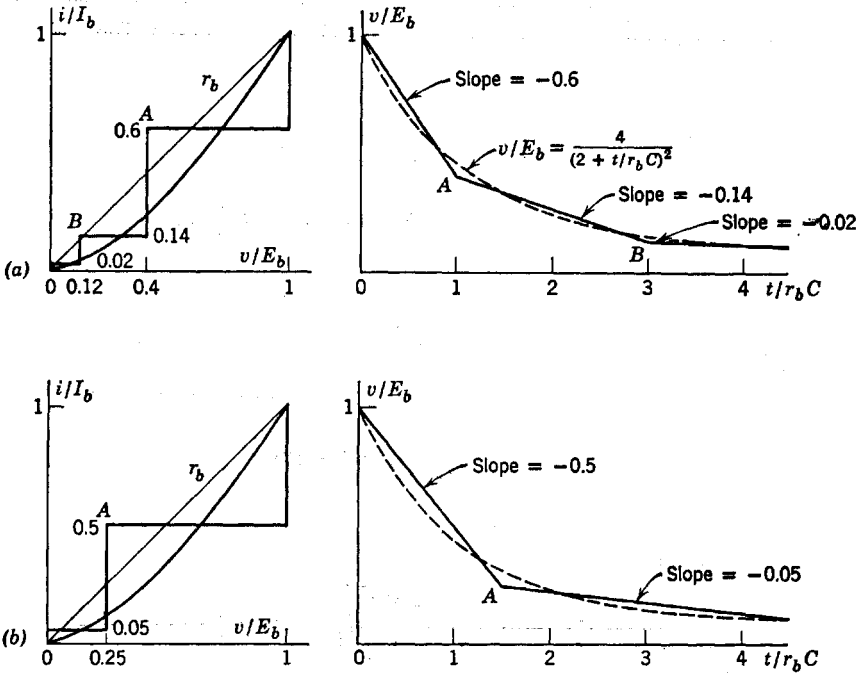 i/I_b
1
r_b
A
0.6
B
0.14
0.02
v/E_b
(a)
0 0.12 0.4 1
v/E_b
1
Slope = −0.6
v/E_b = 4/(2 + t/r_bC)^2
A
Slope = −0.14
Slope = −0.02
B
0 1 2 3 4 t/r_bC
i/I_b
1
r_b
A
0.5
0.05
v/E_b
(b)
0 0.25 1
v/E_b
1
Slope = −0.5
A
Slope = −0.05
0 1 2 3 4 t/r_bC